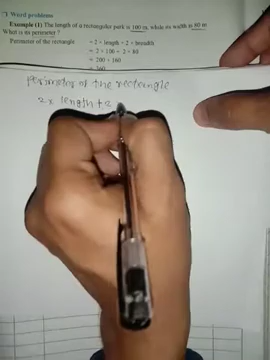 ❑ Word problems
Example (1) The length of a rectangular park is 100 m, while its width is 80 m.
What is its perimeter ?
Perimeter of the rectangle = 2 × length + 2 × breadth
= 2 × 100 + 2 × 80
= 200 + 160
= 360
perimeter of the rectangle
2x length + 2